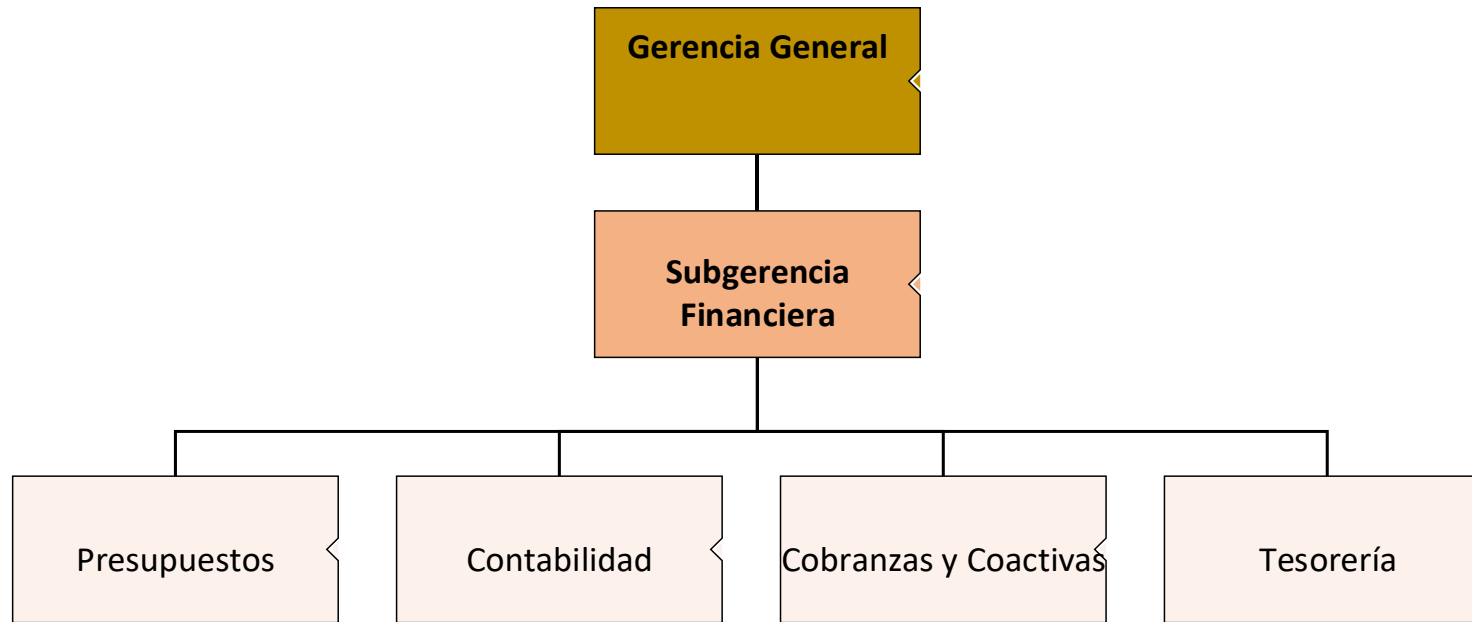 Gerencia General
Subgerencia
Financiera
Presupuestos
Contabilidad
Cobranzas y Coactivas
Tesorería